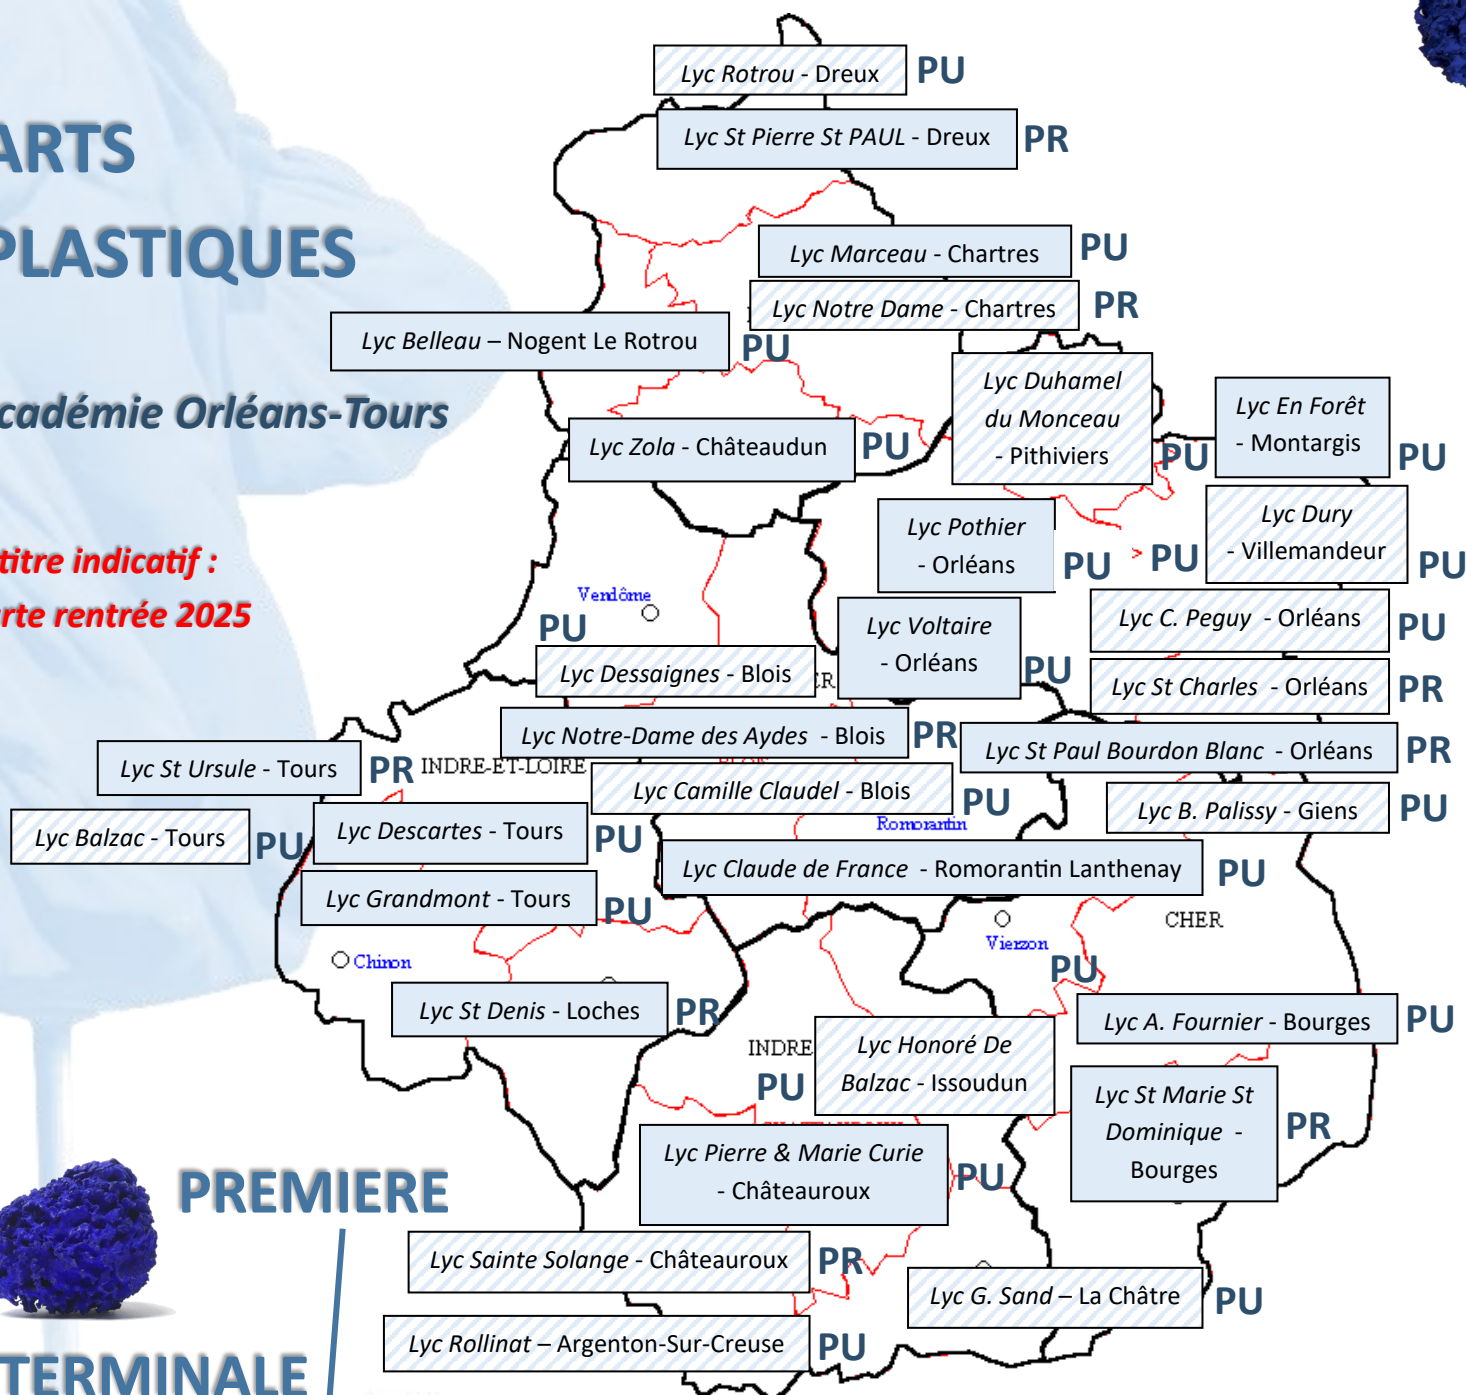 Lyc Rotrou - Dreux PU
Lyc St Pierre St PAUL - Dreux PR
ARTS
PLASTIQUES
Lyc Marceau - Chartres PU
Lyc Notre Dame - Chartres PR
Lyc Belleau – Nogent Le Rotrou PU
cadémie Orléans-Tours
Lyc Duhamel
du Monceau
- Pithiviers PU
Lyc En Forêt
- Montargis PU
Lyc Zola - Châteaudun PU
Lyc Pothier
- Orléans PU
> PU
Lyc Dury
- Villemandeur PU
titre indicatif :
rte rentrée 2025
Vendôme
PU
Lyc Dessaignes - Blois
ER
Lyc Voltaire
- Orléans PU
Lyc C. Peguy - Orléans PU
Lyc St Charles - Orléans PR
Lyc Notre-Dame des Aydes - Blois PR
Lyc St Paul Bourdon Blanc - Orléans PR
Lyc St Ursule - Tours PR
INDRE-ET-LOIRE
Lyc Camille Claudel - Blois PU
Lyc B. Palissy - Giens PU
Lyc Balzac - Tours PU
Lyc Descartes - Tours PU
Romorantin
Lyc Claude de France - Romorantin Lanthenay PU
Lyc Grandmont - Tours PU
CHER
Vierzon
Chinon
PU
Lyc St Denis - Loches PR
Lyc A. Fournier - Bourges PU
INDRE
PU
Lyc Honoré De
Balzac - Issoudun
Lyc St Marie St
Dominique -
Bourges PR
Lyc Pierre & Marie Curie
- Châteauroux PU
PREMIERE
Lyc Sainte Solange - Châteauroux PR
Lyc G. Sand – La Châtre PU
Lyc Rollinat – Argenton-Sur-Creuse PU
TERMINALE